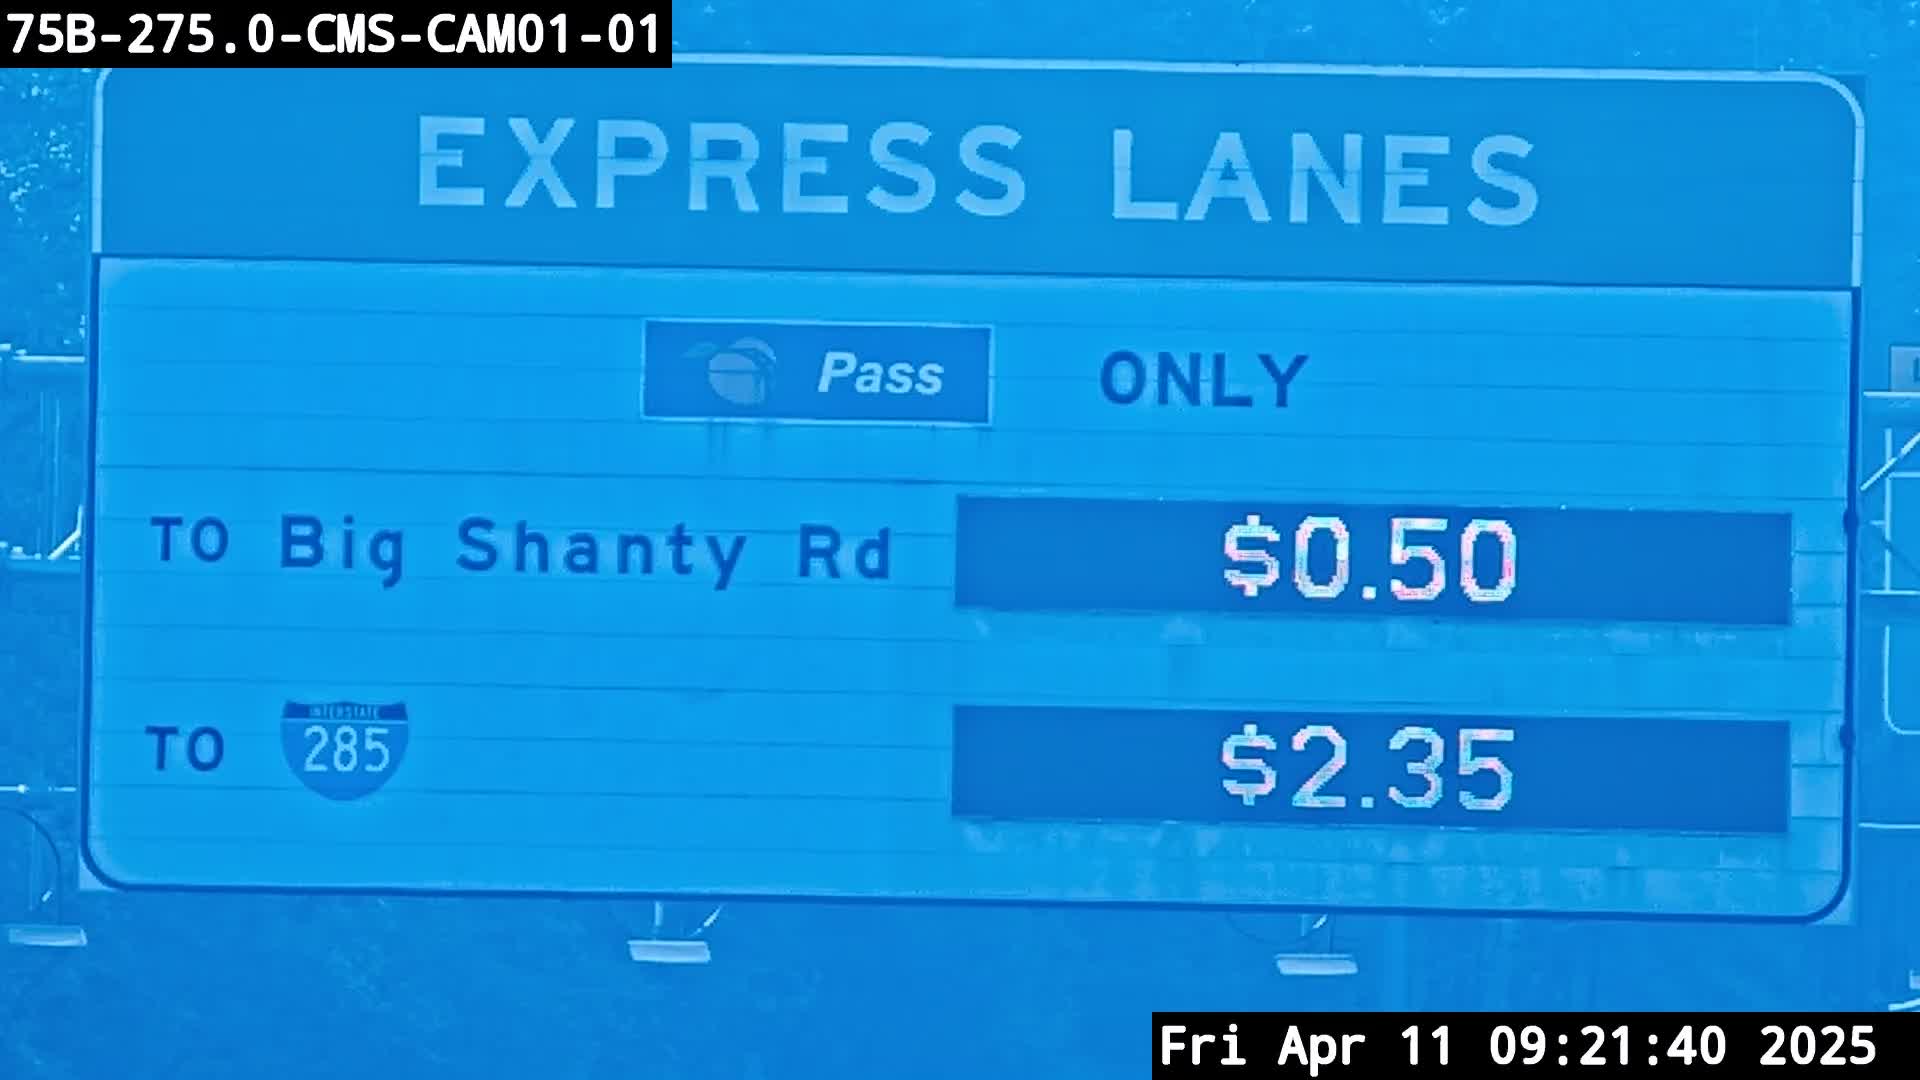 75B-275.0-CMS-CAM01-01
EXPRESS LANES
Pass ONLY
TO Big Shanty Rd $0.50
INTERSTATE
TO 285 $2.35
Fri Apr 11 09:21:40 2025